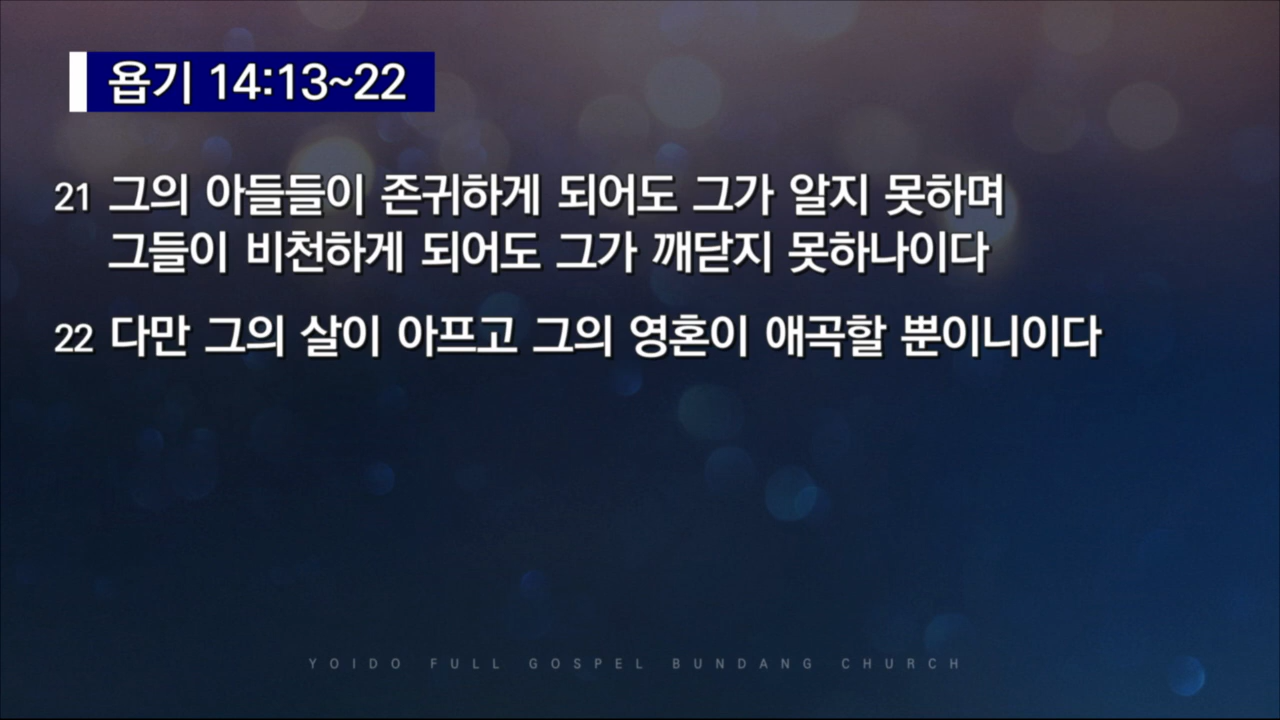 욥기 14:13~22
21 그의 아들들이 존귀하게 되어도 그가 알지 못하며
그들이 비천하게 되어도 그가 깨닫지 못하나이다
22 다만 그의 살이 아프고 그의 영혼이 애곡할 뿐이니이다
YOIDO FULL GOSPEL BUNDANG CHURCH